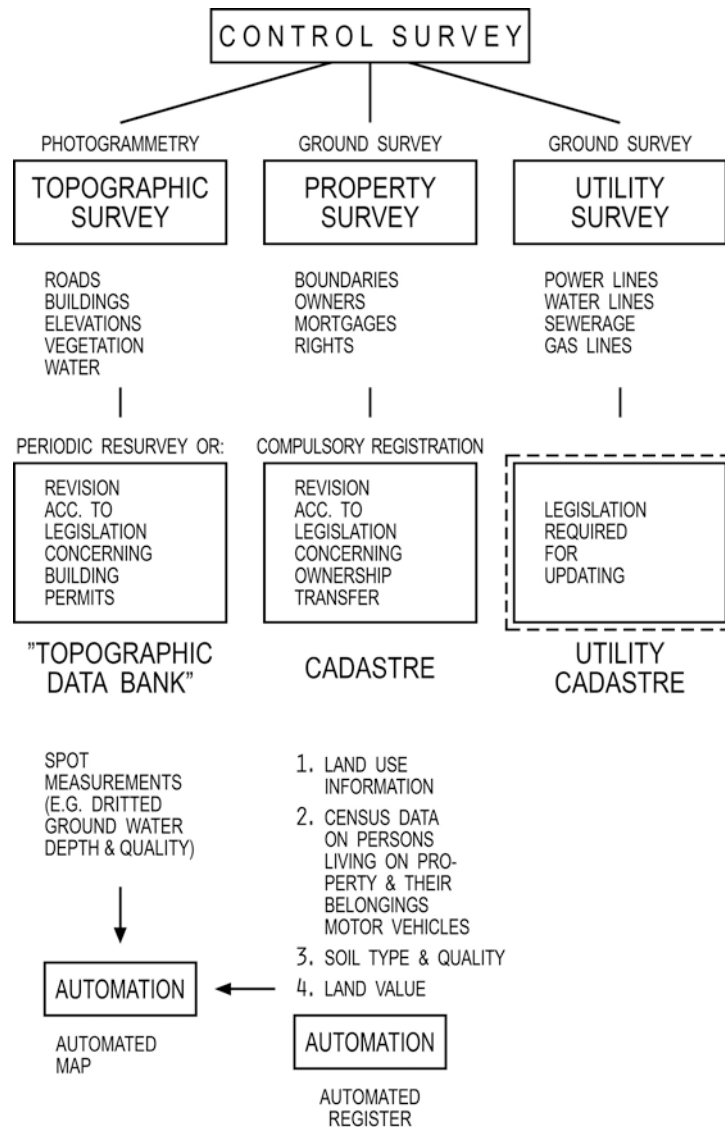 CONTROL SURVEY
PHOTOGRAMMETRY
TOPOGRAPHIC
SURVEY
ROADS
BUILDINGS
ELEVATIONS
VEGETATION
WATER
PERIODIC RESURVEY OR:
REVISION
ACC. TO
LEGISLATION
CONCERNING
BUILDING
PERMITS
"TOPOGRAPHIC
DATA BANK"
GROUND SURVEY
PROPERTY
SURVEY
BOUNDARIES
OWNERS
MORTGAGES
RIGHTS
COMPULSORY REGISTRATION
REVISION
ACC. TO
LEGISLATION
CONCERNING
OWNERSHIP
TRANSFER
CADASTRE
GROUND SURVEY
UTILITY
SURVEY
POWER LINES
WATER LINES
SEWERAGE
GAS LINES
LEGISLATION
REQUIRED
FOR
UPDATING
UTILITY
CADASTRE
SPOT
MEASUREMENTS
(E.G. DRITTED
GROUND WATER
DEPTH & QUALITY)
AUTOMATION
AUTOMATED
MAP
1. LAND USE
INFORMATION
2. CENSUS DATA
ON PERSONS
LIVING ON PRO-
PERTY & THEIR
BELONGINGS
MOTOR VEHICLES
3. SOIL TYPE & QUALITY
4. LAND VALUE
AUTOMATION
AUTOMATED
REGISTER